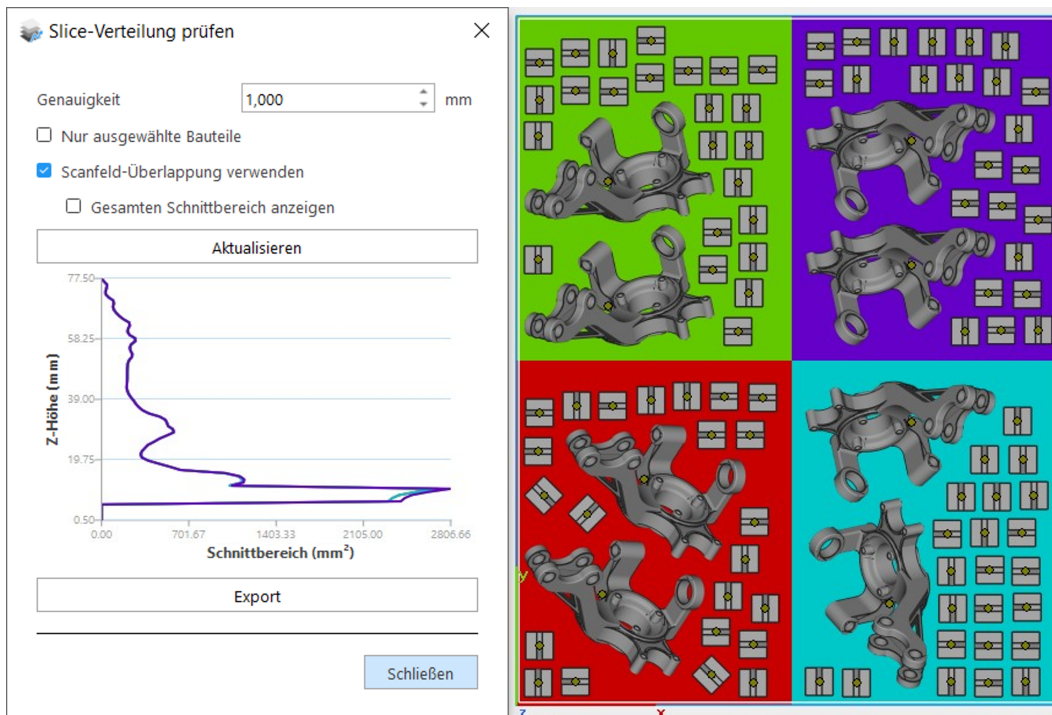 Slice-Verteilung prüfen
Genauigkeit 1,000 mm
Nur ausgewählte Bauteile
Scanfeld-Überlappung verwenden
Gesamten Schnittbereich anzeigen
Aktualisieren
77.50
58.25
39.00
19.75
0.50
Z-Höhe (mm)
0.00 701.67 1403.33 2105.00 2806.66
Schnittbereich (mm²)
Export
Schließen
y
z x